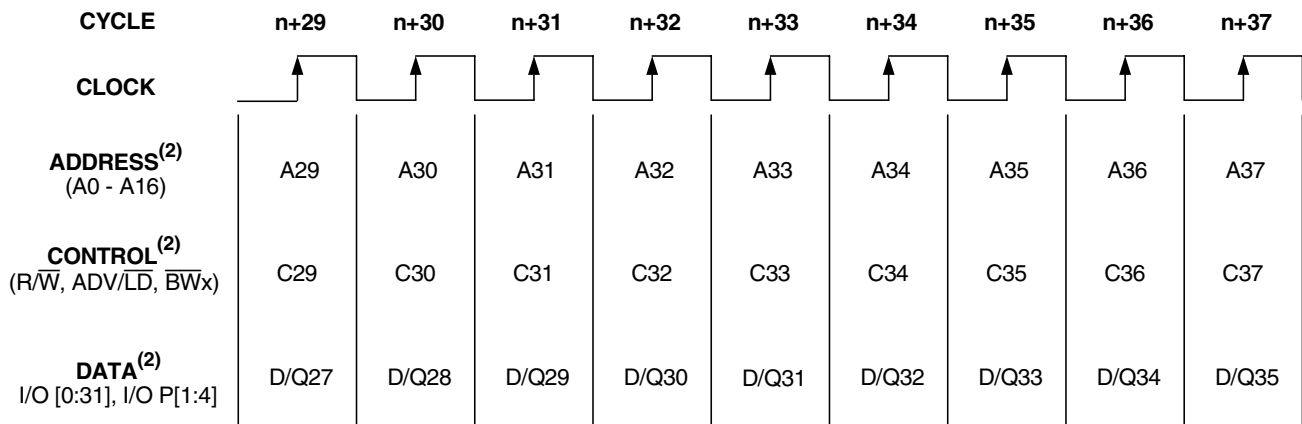 CYCLE n+29 n+30 n+31 n+32 n+33 n+34 n+35 n+36 n+37
CLOCK
ADDRESS(2) A29 A30 A31 A32 A33 A34 A35 A36 A37
(A0 - A16)
CONTROL(2) C29 C30 C31 C32 C33 C34 C35 C36 C37
(R/W̅, ADV/L̅D̅, B̅W̅x)
DATA(2) D/Q27 D/Q28 D/Q29 D/Q30 D/Q31 D/Q32 D/Q33 D/Q34 D/Q35
I/O [0:31], I/O P[1:4]